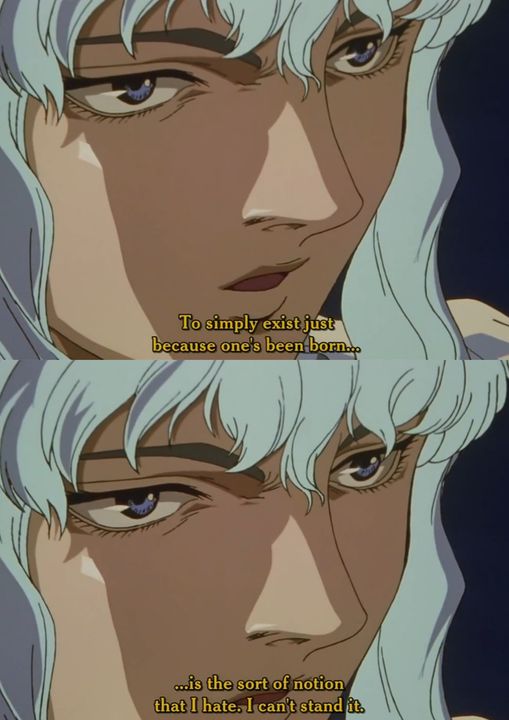 To simply exist just
because one's been born...
...is the sort of notion
that I hate. I can't stand it.